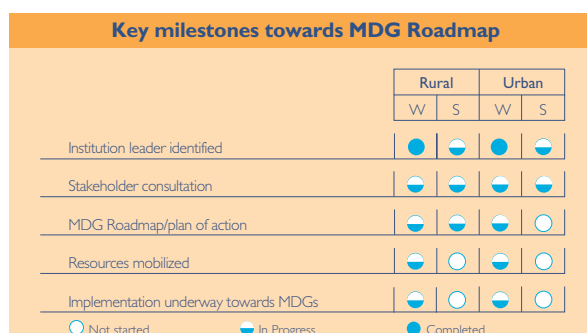 Key milestones towards MDG Roadmap
Rural Urban
W S W S
Institution leader identified
Stakeholder consultation
MDG Roadmap/plan of action
Resources mobilized
Implementation underway towards MDGs
Not started In Progress Completed